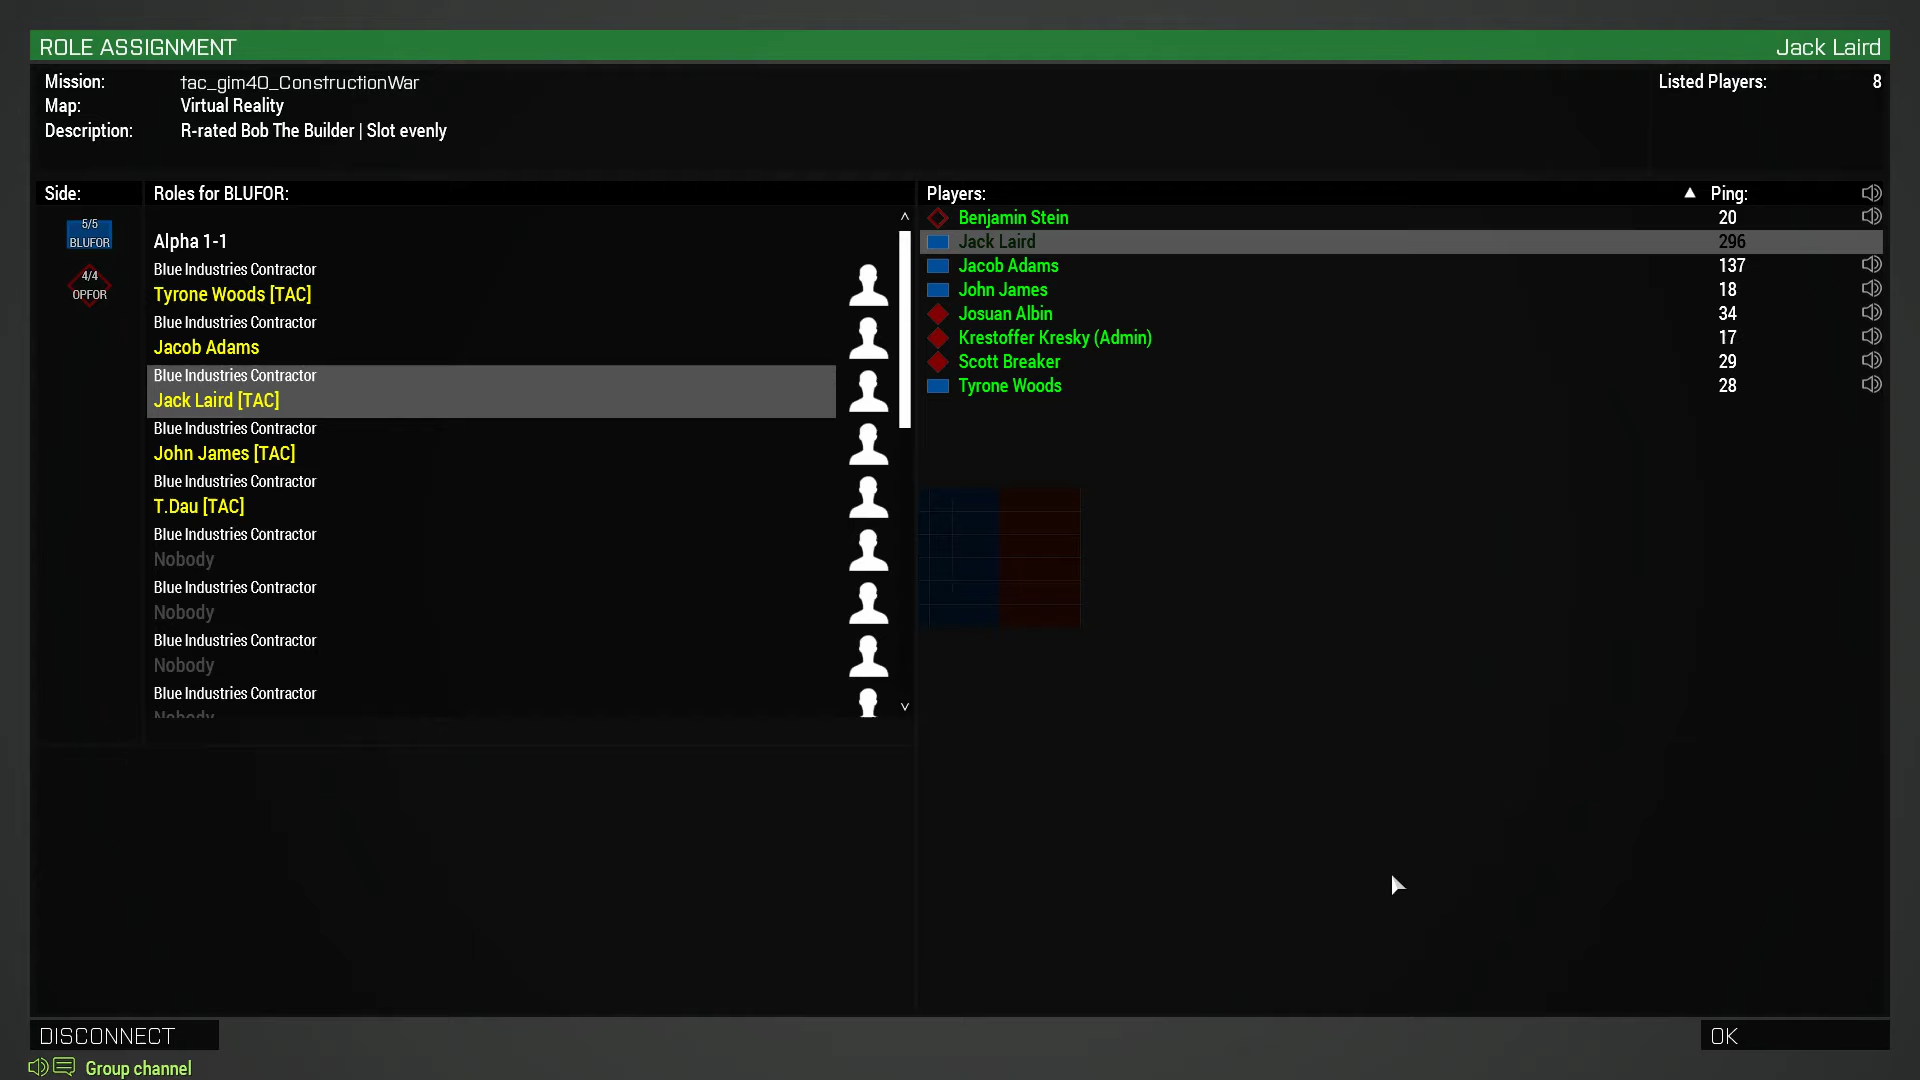 ROLE ASSIGNMENT
Jack Laird
Mission: tac_gim40_ConstructionWar
Listed Players: 8
Map: Virtual Reality
Description: R-rated Bob The Builder | Slot evenly
Side:
5/5
BLUFOR
4/4
OPFOR
Roles for BLUFOR:
Alpha 1-1
Blue Industries Contractor
Tyrone Woods [TAC]
Blue Industries Contractor
Jacob Adams
Blue Industries Contractor
Jack Laird [TAC]
Blue Industries Contractor
John James [TAC]
Blue Industries Contractor
T.Dau [TAC]
Blue Industries Contractor
Nobody
Blue Industries Contractor
Nobody
Blue Industries Contractor
Nobody
Blue Industries Contractor
Nobody
Players: Ping:
Benjamin Stein 20
Jack Laird 296
Jacob Adams 137
John James 18
Josuan Albin 34
Krestoffer Kresky (Admin) 17
Scott Breaker 29
Tyrone Woods 28
DISCONNECT
OK
Group channel